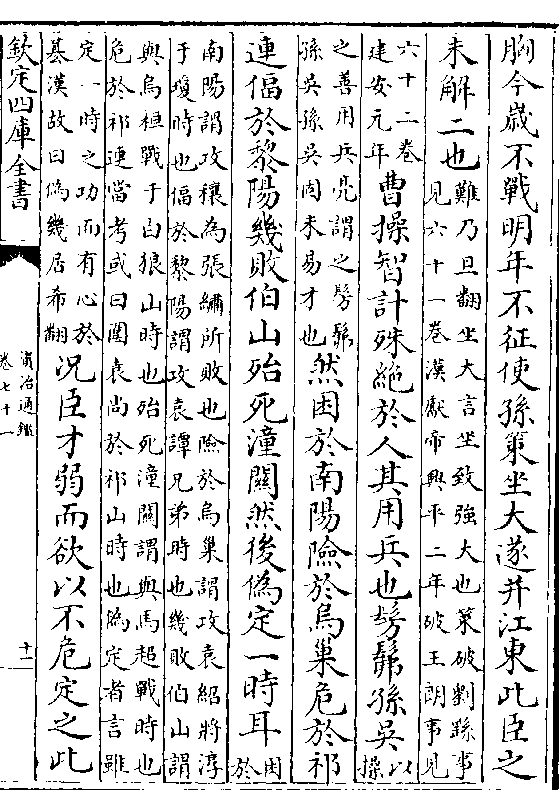 胸今歲不戰明年不征使孫策坐大遂并江東此臣之
未解二也
難乃旦翻坐大言坐致強大也策破劉繇事
見六十一卷漢獻帝興平二年破王朗事見
六十二卷
建安元年
曹操智計殊絶於人其用兵也髣髴孫吳
以
操
之善用兵亮謂之髣髴
孫吳孫吳固未易才也
然困於南陽險於烏巢危於祁
連偪於黎陽幾敗伯山殆死潼關然後偽定一時耳
困
於
南陽謂攻穰為張繡所敗也險於烏巢謂攻袁紹將淳
于瓊時也偪於黎陽謂攻袁譚兄弟時也幾敗伯山謂
與烏桓戰于白狼山時也殆死潼關謂與馬超戰時也
危於祁連當考或曰圍袁尚於祁山時也偽定者言雖
定一時之功而有心於
基漢故曰偽幾居希翻
况臣才弱而欲以不危定之此
欽定四庫全書
資治通鑑
卷七十一
十二